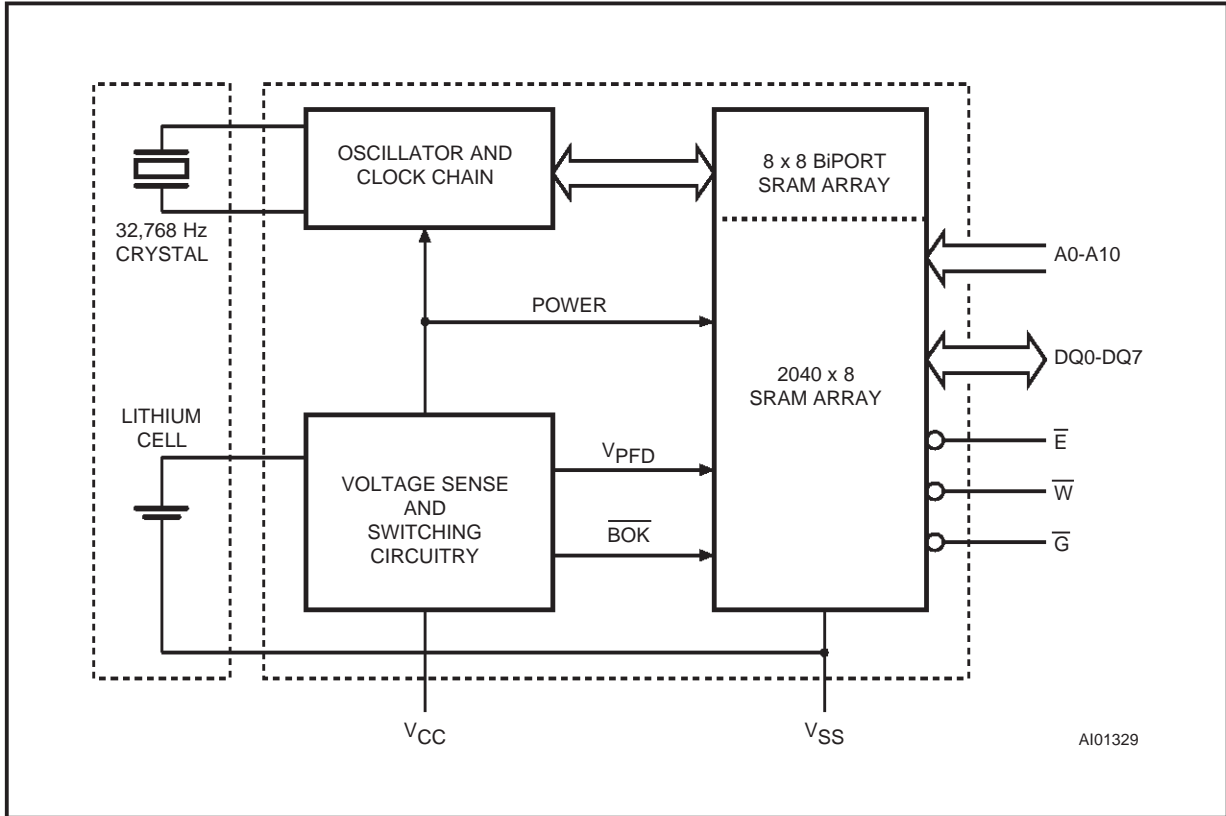 OSCILLATOR AND
CLOCK CHAIN
8 x 8 BiPORT
SRAM ARRAY
32,768 Hz
CRYSTAL
A0-A10
POWER
DQ0-DQ7
2040 x 8
SRAM ARRAY
LITHIUM
CELL
VOLTAGE SENSE
AND
SWITCHING
CIRCUITRY
VPFD
B̅O̅K̅
E̅
W̅
G̅
VCC
VSS
AI01329